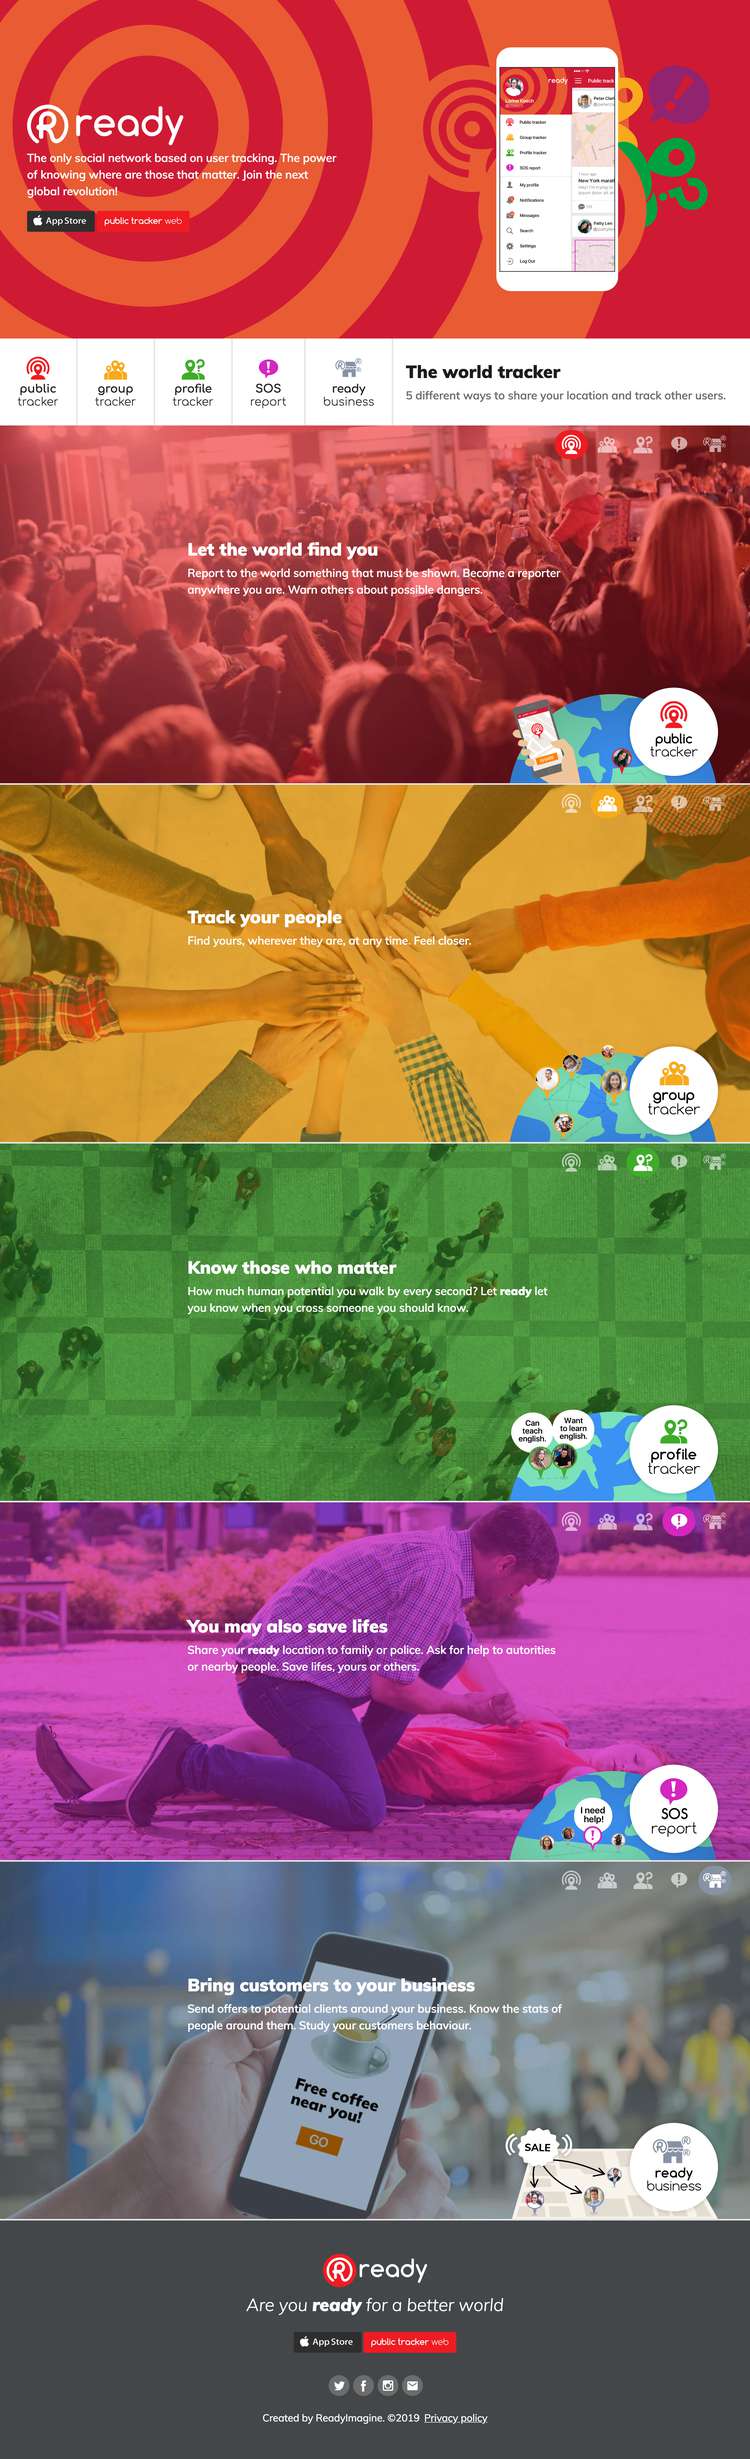 ready
The only social network based on user tracking. The power
of knowing where are those that matter. Join the next
global revolution!
App Store
public tracker web
ready
Public tracker
Group tracker
Profile tracker
SOS report
My profile
Notifications
Messages
Search
Settings
Log Out
public
tracker
group
tracker
profile
tracker
SOS
report
ready
business
The world tracker
5 different ways to share your location and track other users.
Let the world find you
Report to the world something that must be shown. Become a reporter
anywhere you are. Warn others about possible dangers.
public
tracker
Track your people
Find yours, wherever they are, at any time. Feel closer.
group
tracker
Know those who matter
How much human potential you walk by every second? Let ready let
you know when you cross someone you should know.
Can
teach
english.
Want
to learn
english.
profile
tracker
You may also save lifes
Share your ready location to family or police. Ask for help to autorities
or nearby people. Save lifes, yours or others.
I need
help!
SOS
report
Bring customers to your business
Send offers to potential clients around your business. Know the stats of
people around them. Study your customers behaviour.
Free coffee
near you!
GO
SALE
ready
business
ready
Are you ready for a better world
App Store
public tracker web
Created by ReadyImagine. ©2019 Privacy policy